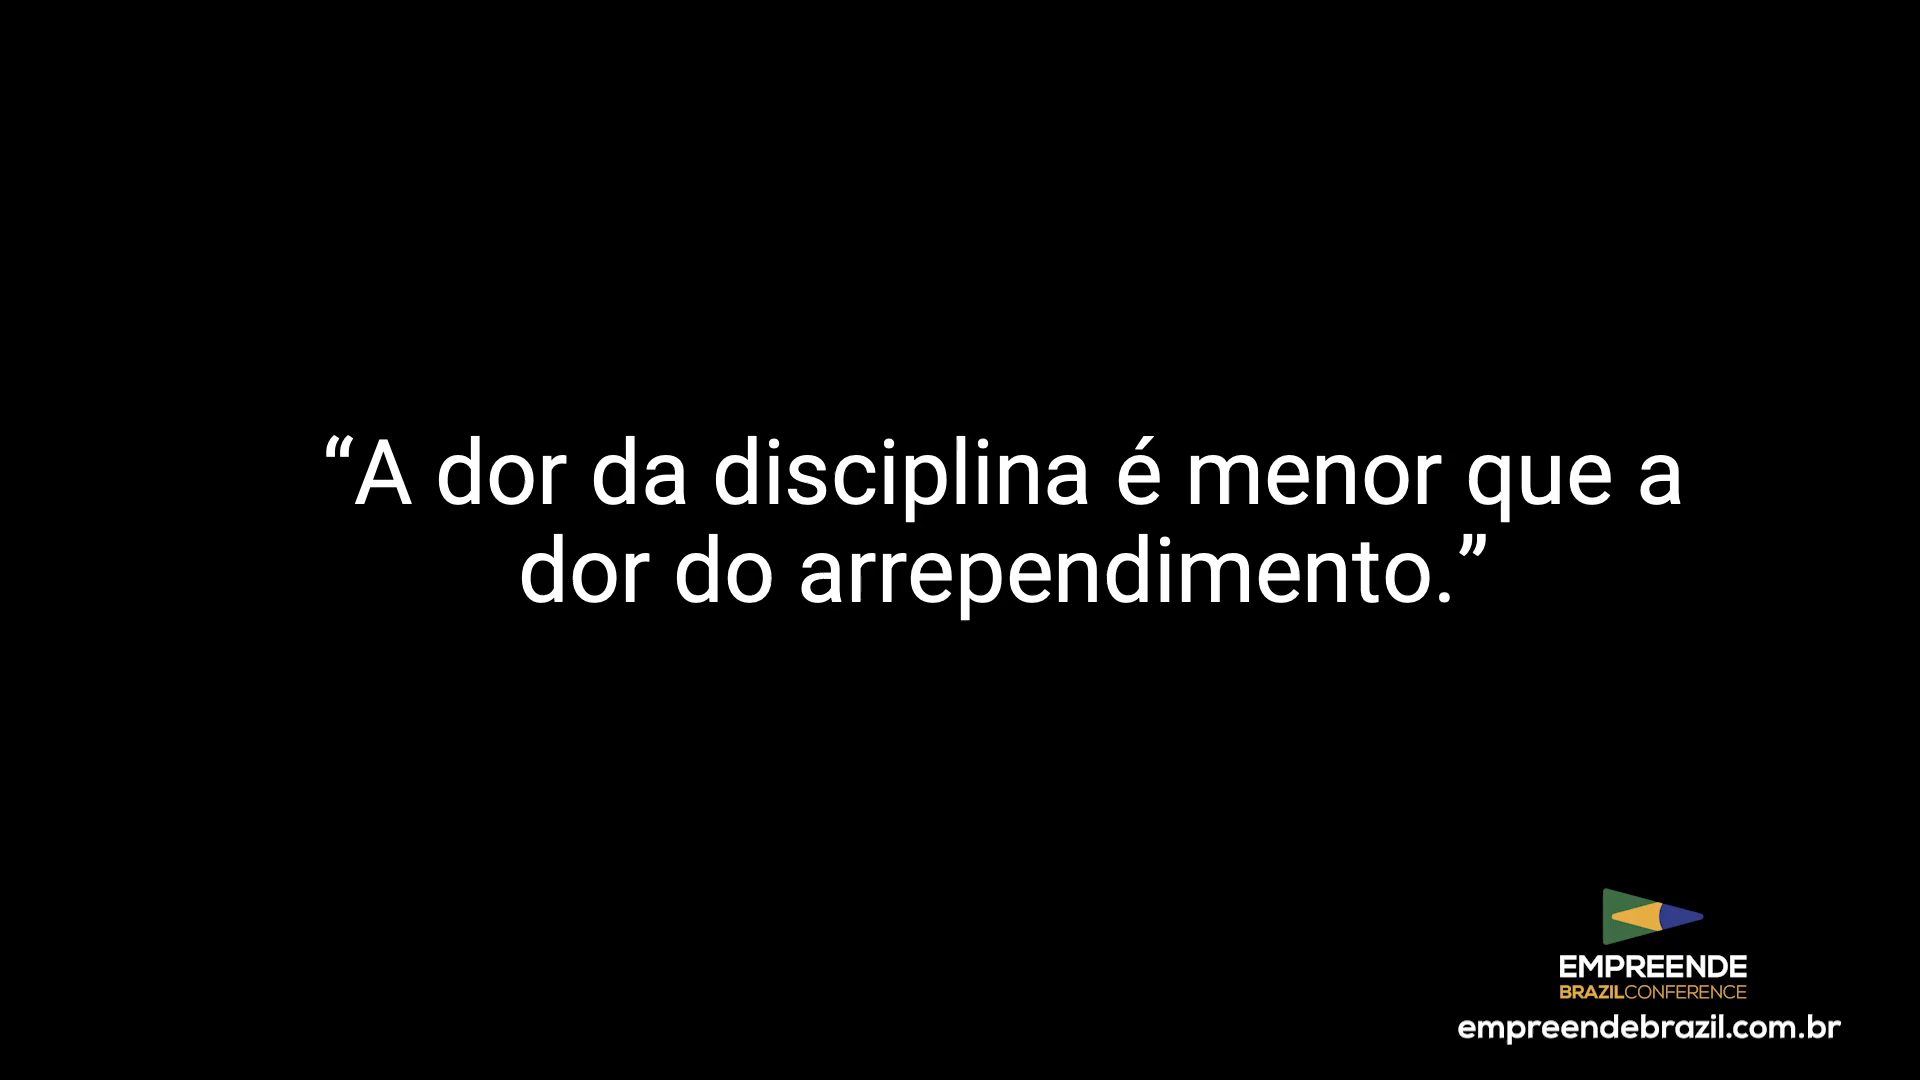 “A dor da disciplina é menor que a
dor do arrependimento.”
EMPREENDE
BRAZILCONFERENCE
empreendebrazil.com.br